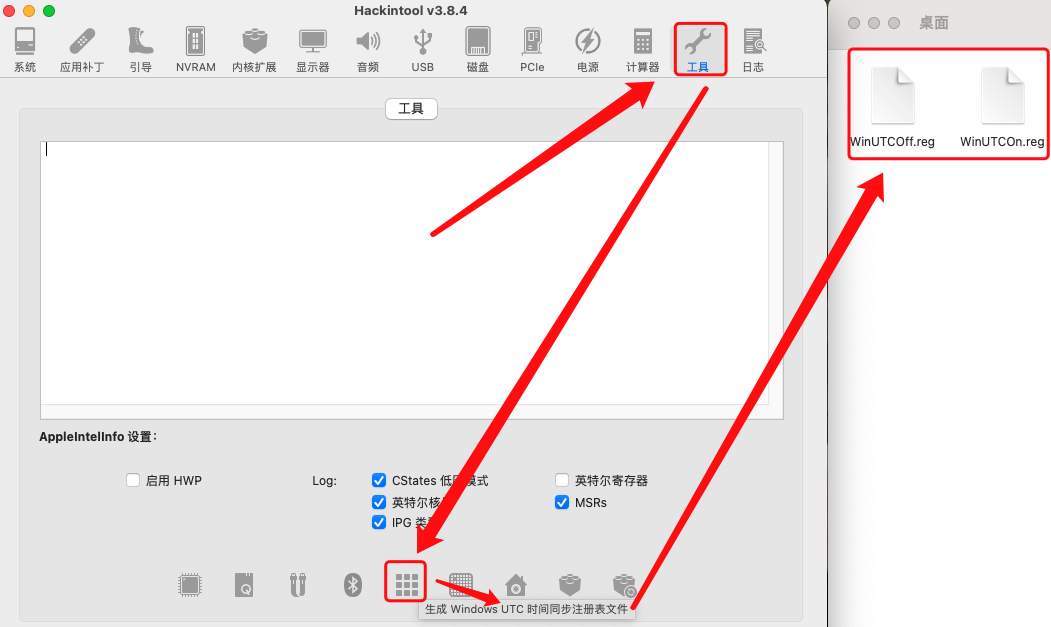 Hackintool v3.8.4
桌面
系统 应用补丁 引导 NVRAM 内核扩展 显示器 音频 USB 磁盘 PCIe 电源 计算器 工具 日志
工具
WinUTCOff.reg WinUTCOn.reg
AppleIntelInfo 设置：
启用 HWP Log: CStates 低 模式 英特尔寄存器
英特尔核 MSRs
IPG 类
生成 Windows UTC 时间同步注册表文件